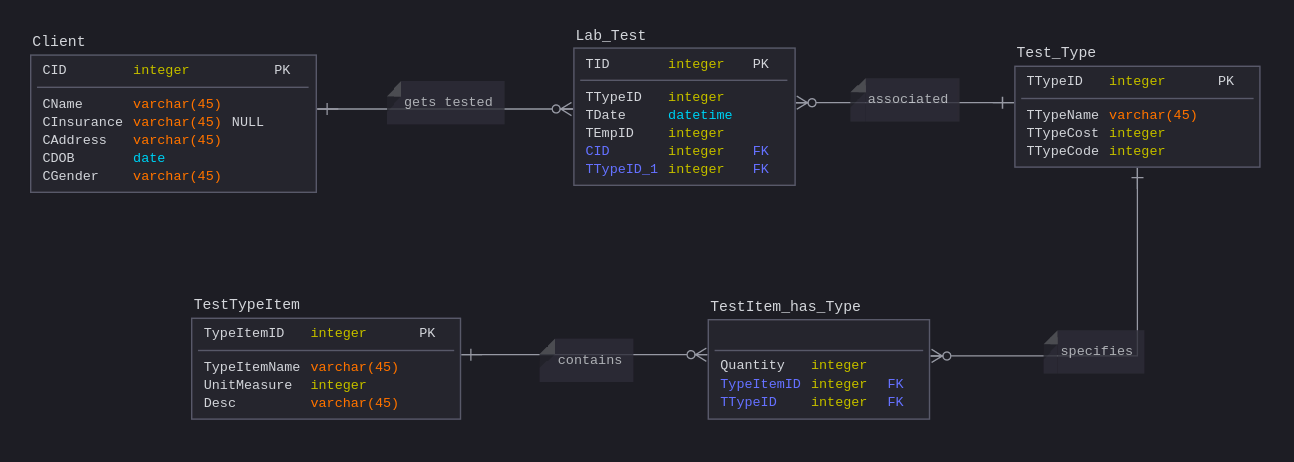 Client
CID integer PK
CName varchar(45)
CInsurance varchar(45) NULL
CAddress varchar(45)
CDOB date
CGender varchar(45)
gets tested
Lab_Test
TID integer PK
TTypeID integer
TDate datetime
TEmpID integer
CID integer FK
TTypeID_1 integer FK
associated
Test_Type
TTypeID integer PK
TTypeName varchar(45)
TTypeCost integer
TTypeCode integer
TestTypeItem
TypeItemID integer PK
TypeItemName varchar(45)
UnitMeasure integer
Desc varchar(45)
contains
TestItem_has_Type
Quantity integer
TypeItemID integer FK
TTypeID integer FK
specifies